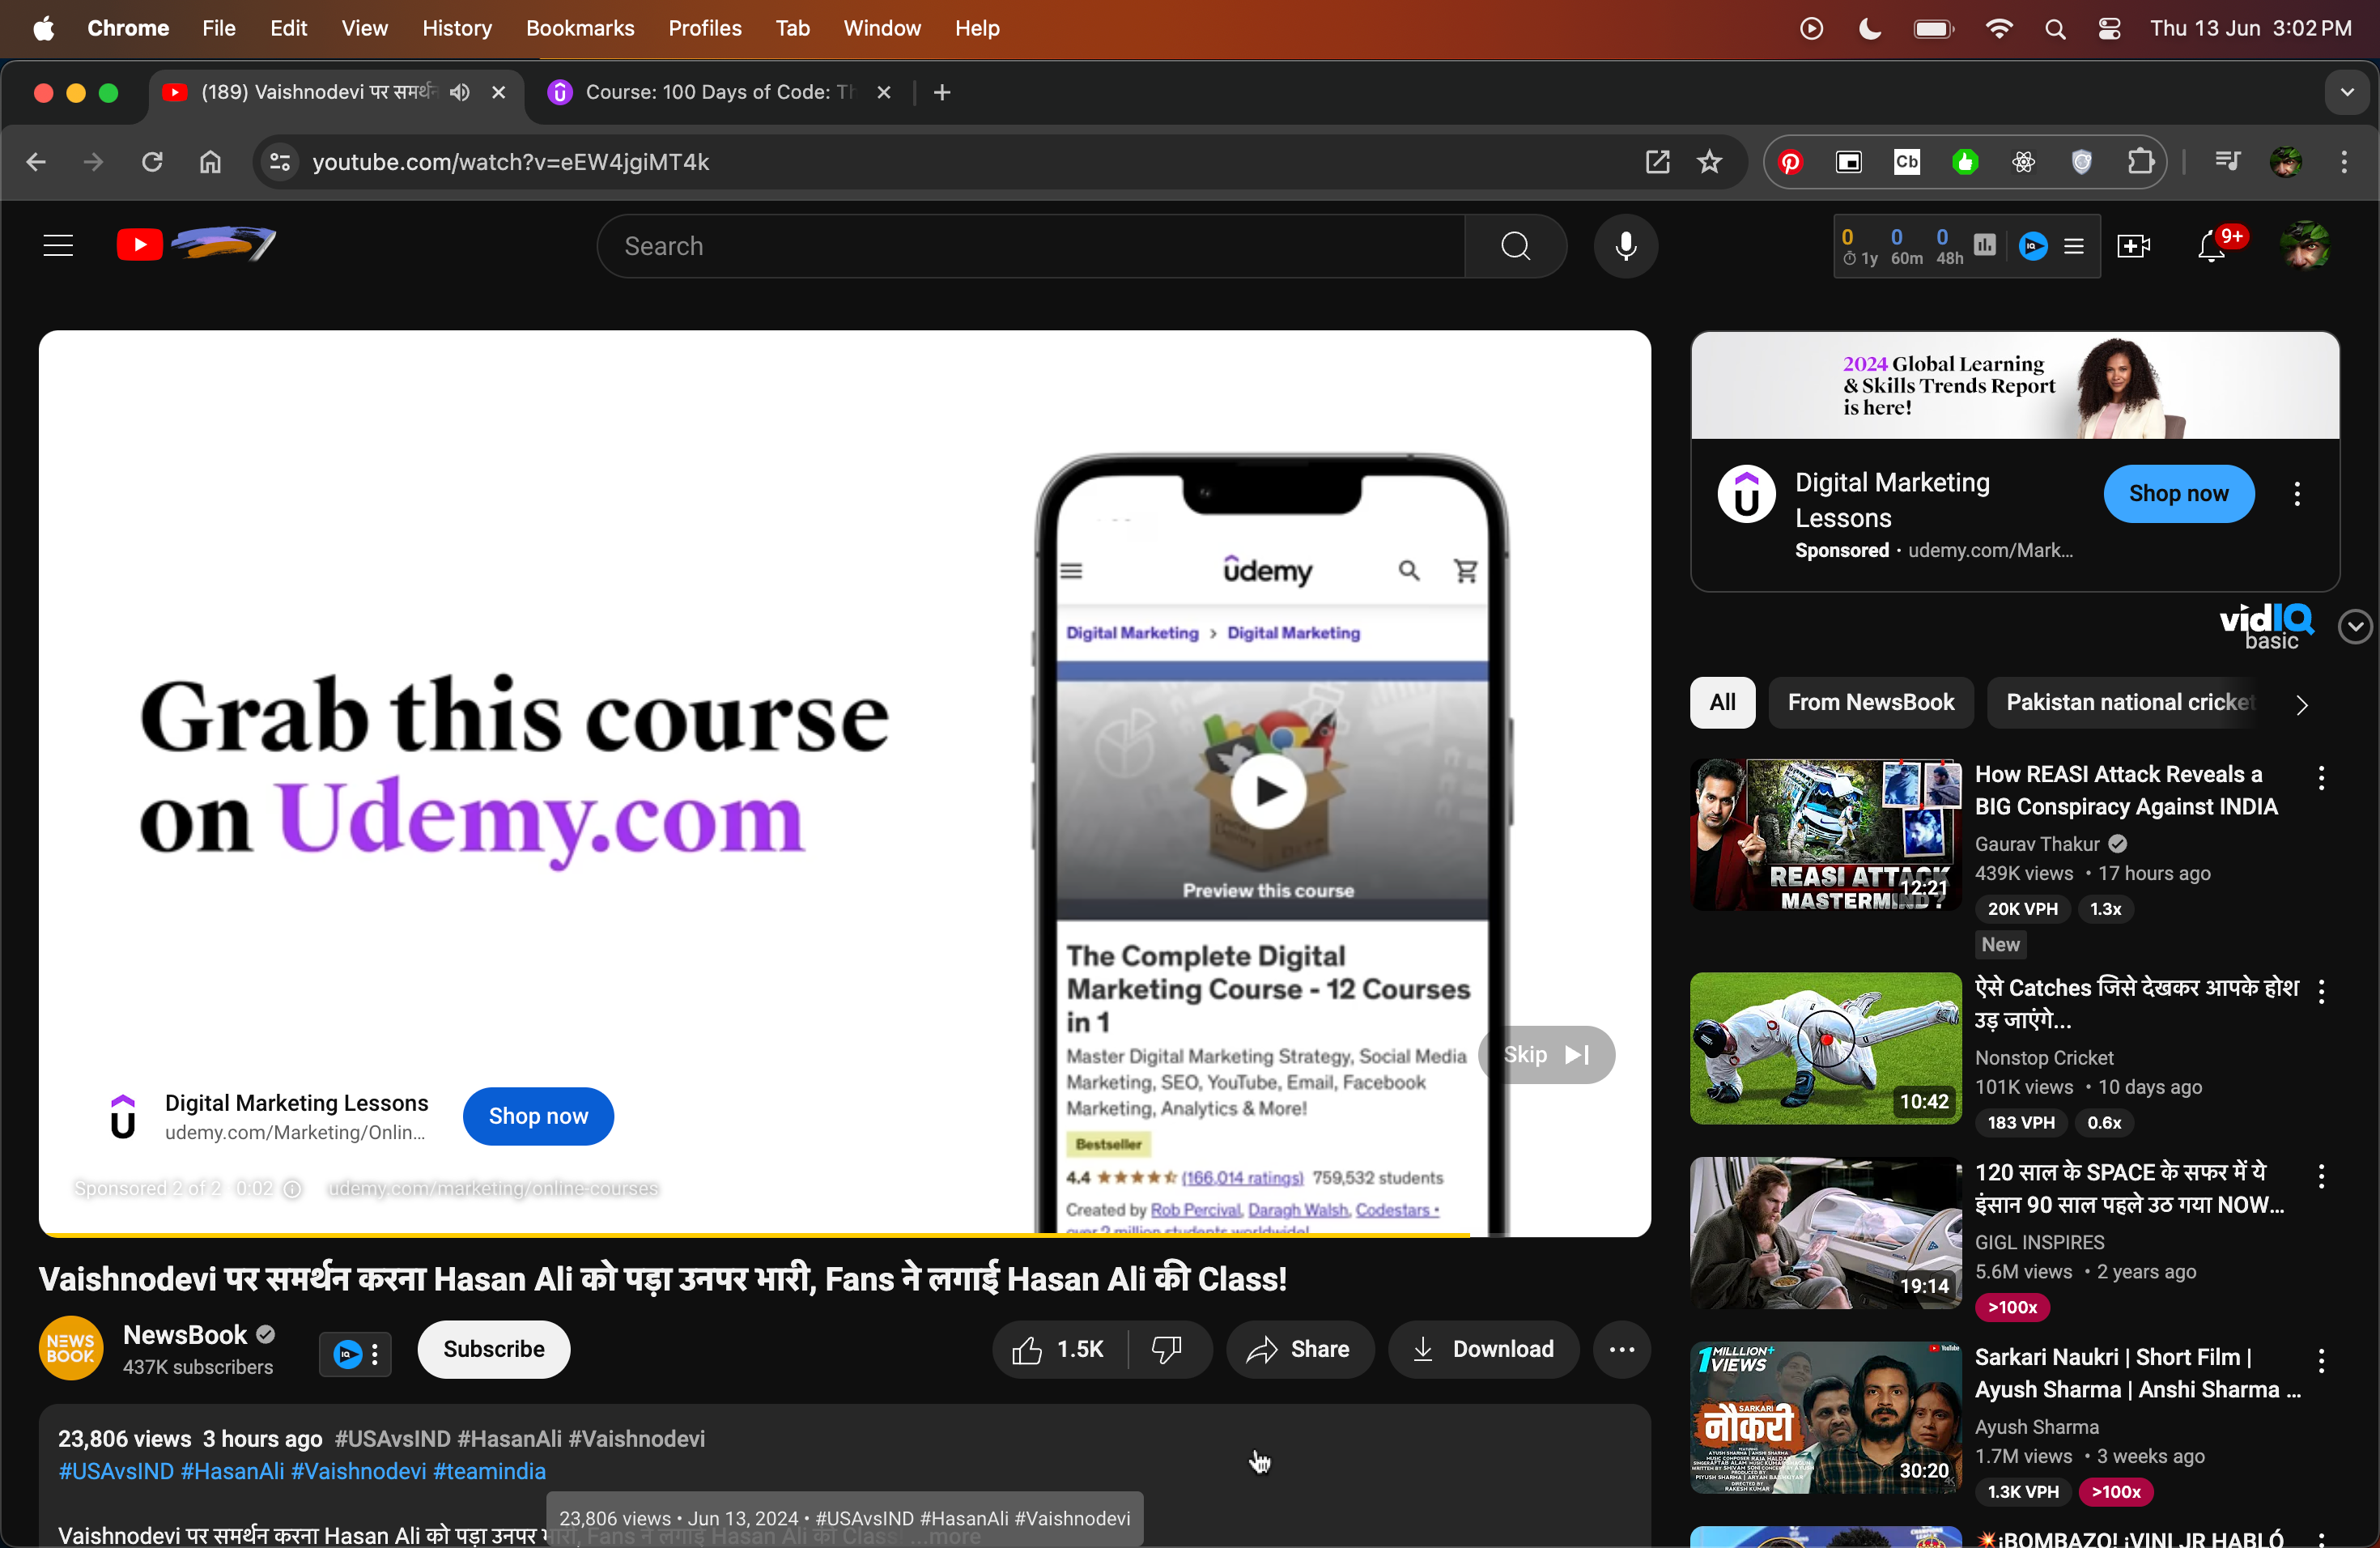 Chrome File Edit View History Bookmarks Profiles Tab Window Help
Thu 13 Jun 3:02 PM
(189) Vaishnodevi पर समर्थन
Course: 100 Days of Code: Th
youtube.com/watch?v=eEW4jgiMT4k
Cb
Search
0 0 0
1y 60m 48h
9+
Grab this course
on Udemy.com
udemy
Digital Marketing > Digital Marketing
Preview this course
The Complete Digital
Marketing Course - 12 Courses
in 1
Master Digital Marketing Strategy, Social Media
Marketing, SEO, YouTube, Email, Facebook
Marketing, Analytics & More!
Bestseller
4.4 (166,014 ratings) 759,532 students
Created by Rob Percival, Daragh Walsh, Codestars •
over 2 million students worldwide!
Skip
Digital Marketing Lessons
udemy.com/Marketing/Onlin...
Shop now
Sponsored 2 of 2 · 0:02
udemy.com/marketing/online-courses
Vaishnodevi पर समर्थन करना Hasan Ali को पड़ा उनपर भारी, Fans ने लगाई Hasan Ali की Class!
NEWS
BOOK
NewsBook
437K subscribers
Subscribe
1.5K
Share
Download
23,806 views 3 hours ago #USAvsIND #HasanAli #Vaishnodevi
#USAvsIND #HasanAli #Vaishnodevi #teamindia
23,806 views • Jun 13, 2024 • #USAvsIND #HasanAli #Vaishnodevi
Vaishnodevi पर समर्थन करना Hasan Ali को पड़ा उनपर भारी, Fans ने लगाई Hasan Ali की Class! ...more
2024 Global Learning
& Skills Trends Report
is here!
Digital Marketing
Lessons
Sponsored · udemy.com/Mark...
Shop now
vidIQ
basic
All
From NewsBook
Pakistan national cricket
REASI ATTACK
MASTERMIND?
12:21
How REASI Attack Reveals a
BIG Conspiracy Against INDIA
Gaurav Thakur
439K views • 17 hours ago
20K VPH 1.3x
New
10:42
ऐसे Catches जिसे देखकर आपके होश
उड़ जाएंगे...
Nonstop Cricket
101K views • 10 days ago
183 VPH 0.6x
19:14
120 साल के SPACE के सफर में ये
इंसान 90 साल पहले उठ गया NOW...
GIGL INSPIRES
5.6M views • 2 years ago
>100x
1 MILLLION+
VIEWS
YouTube
SARKARI
नौकरी
30:20
Sarkari Naukri | Short Film |
Ayush Sharma | Anshi Sharma ...
Ayush Sharma
1.7M views • 3 weeks ago
1.3K VPH >100x
💥¡BOMBAZO! ¡VINI JR HABLÓ